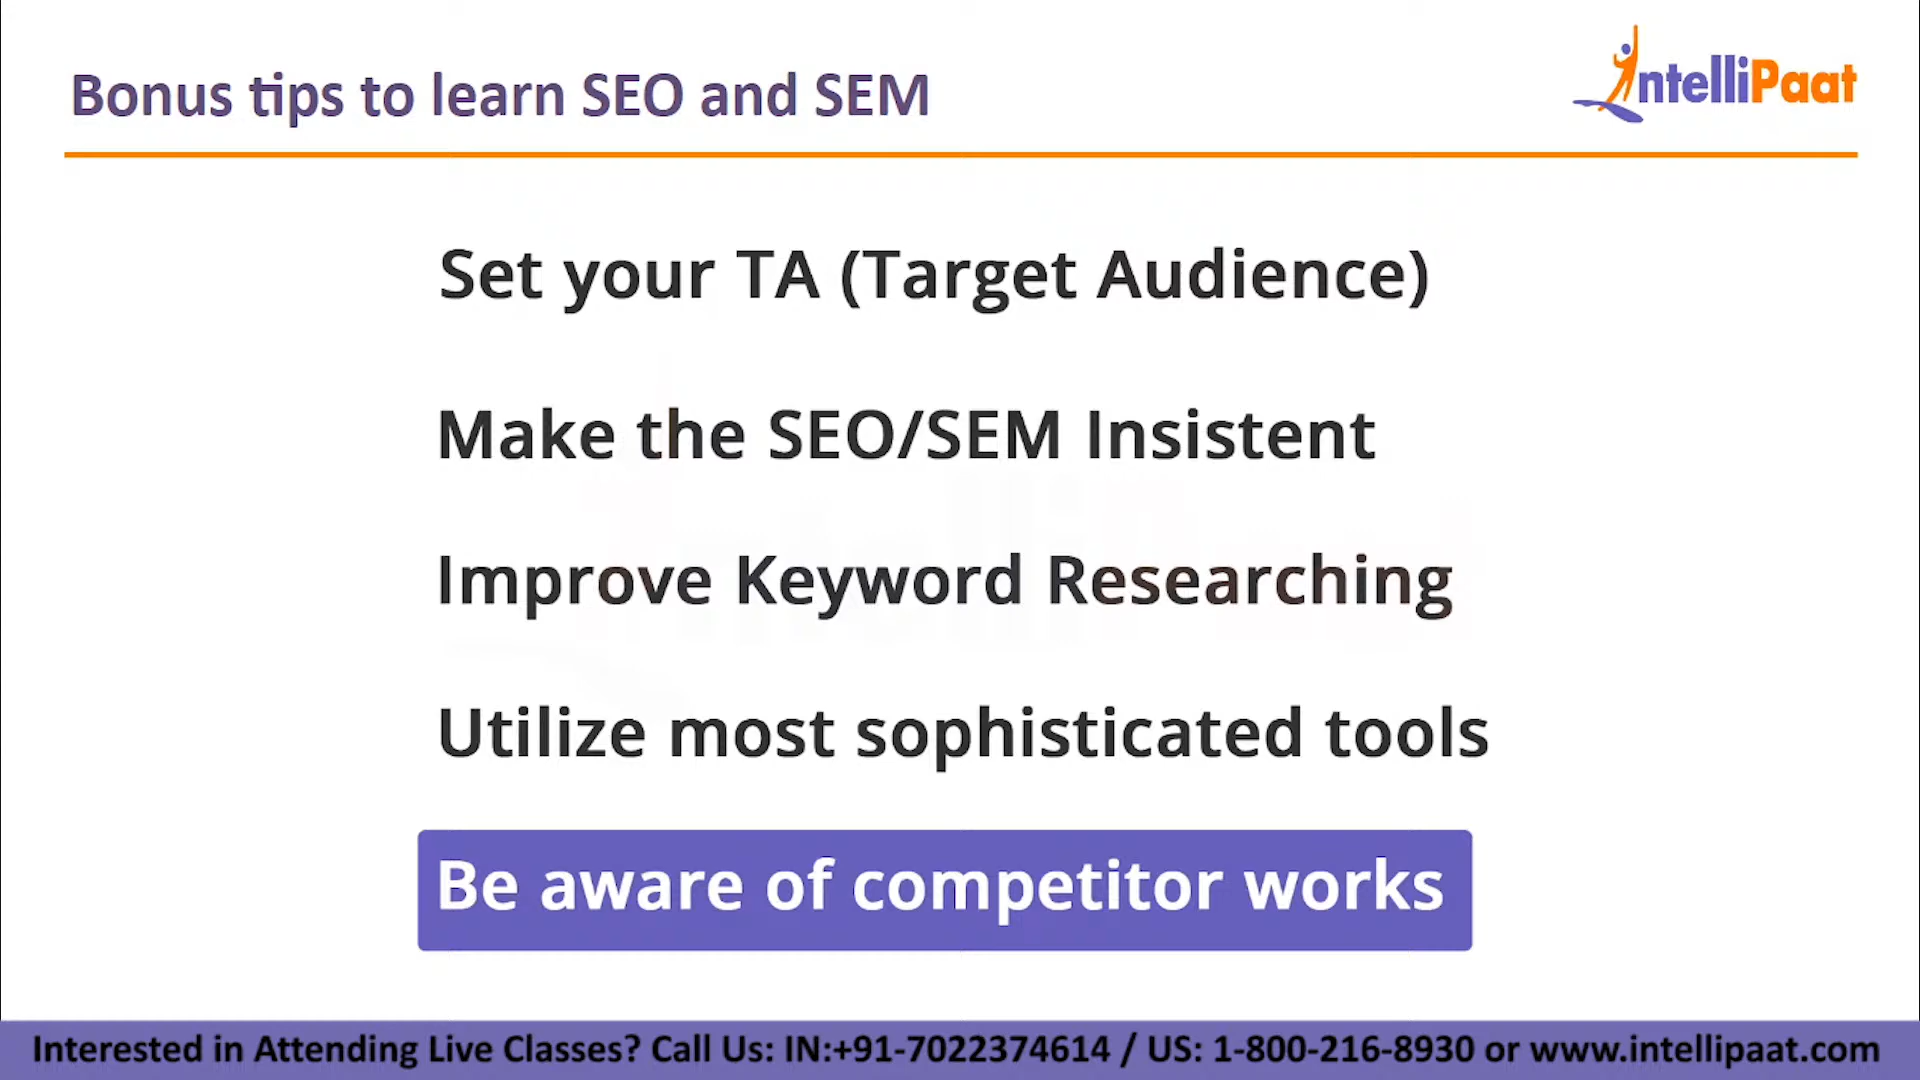 Bonus tips to learn SEO and SEM
IntelliPaat
Set your TA (Target Audience)
Make the SEO/SEM Insistent
Improve Keyword Researching
Utilize most sophisticated tools
Be aware of competitor works
Interested in Attending Live Classes? Call Us: IN:+91-7022374614 / US: 1-800-216-8930 or www.intellipaat.com